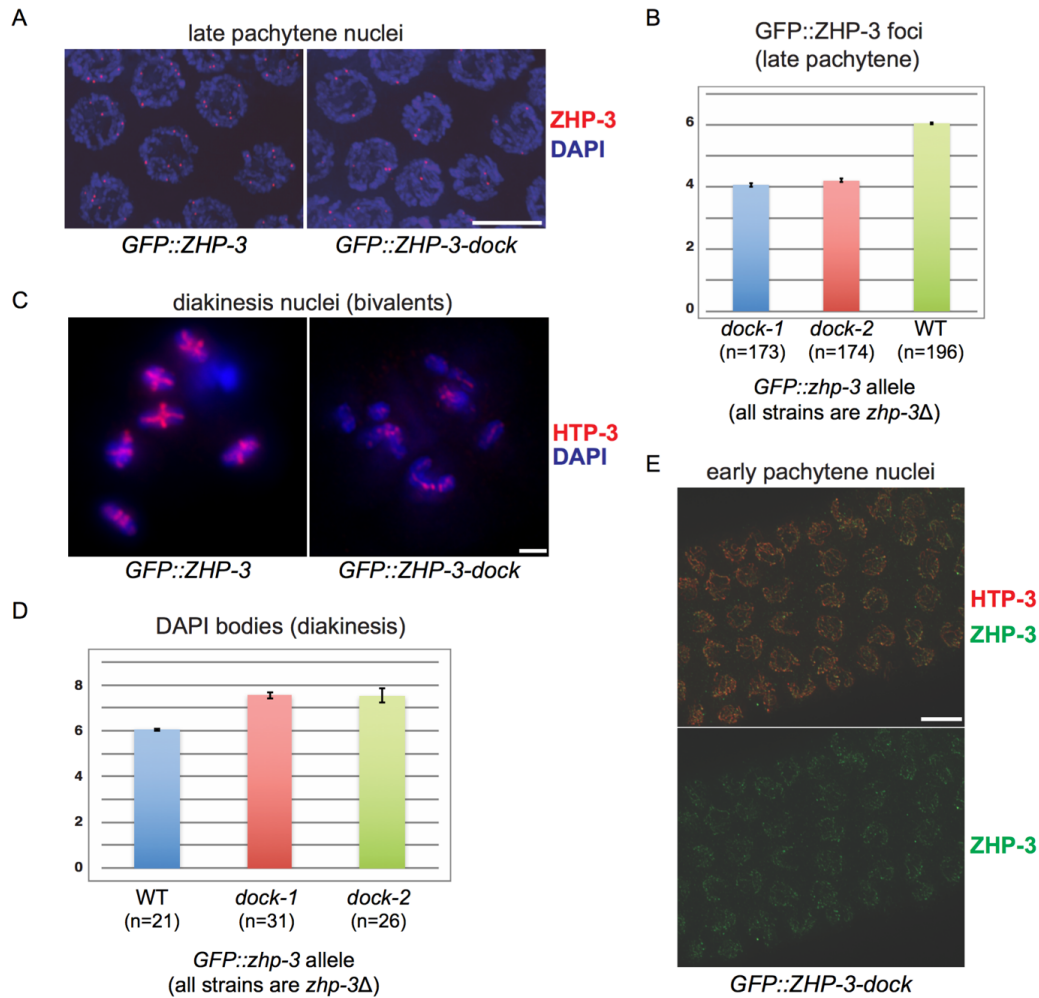 A
late pachytene nuclei
ZHP-3
DAPI
GFP::ZHP-3
GFP::ZHP-3-dock
B
GFP::ZHP-3 foci
(late pachytene)
6
4
2
0
dock-1
dock-2
WT
(n=173)
(n=174)
(n=196)
GFP::zhp-3 allele
(all strains are zhp-3Δ)
C
diakinesis nuclei (bivalents)
HTP-3
DAPI
GFP::ZHP-3
GFP::ZHP-3-dock
D
DAPI bodies (diakinesis)
8
6
4
2
0
WT
dock-1
dock-2
(n=21)
(n=31)
(n=26)
GFP::zhp-3 allele
(all strains are zhp-3Δ)
E
early pachytene nuclei
HTP-3
ZHP-3
ZHP-3
GFP::ZHP-3-dock